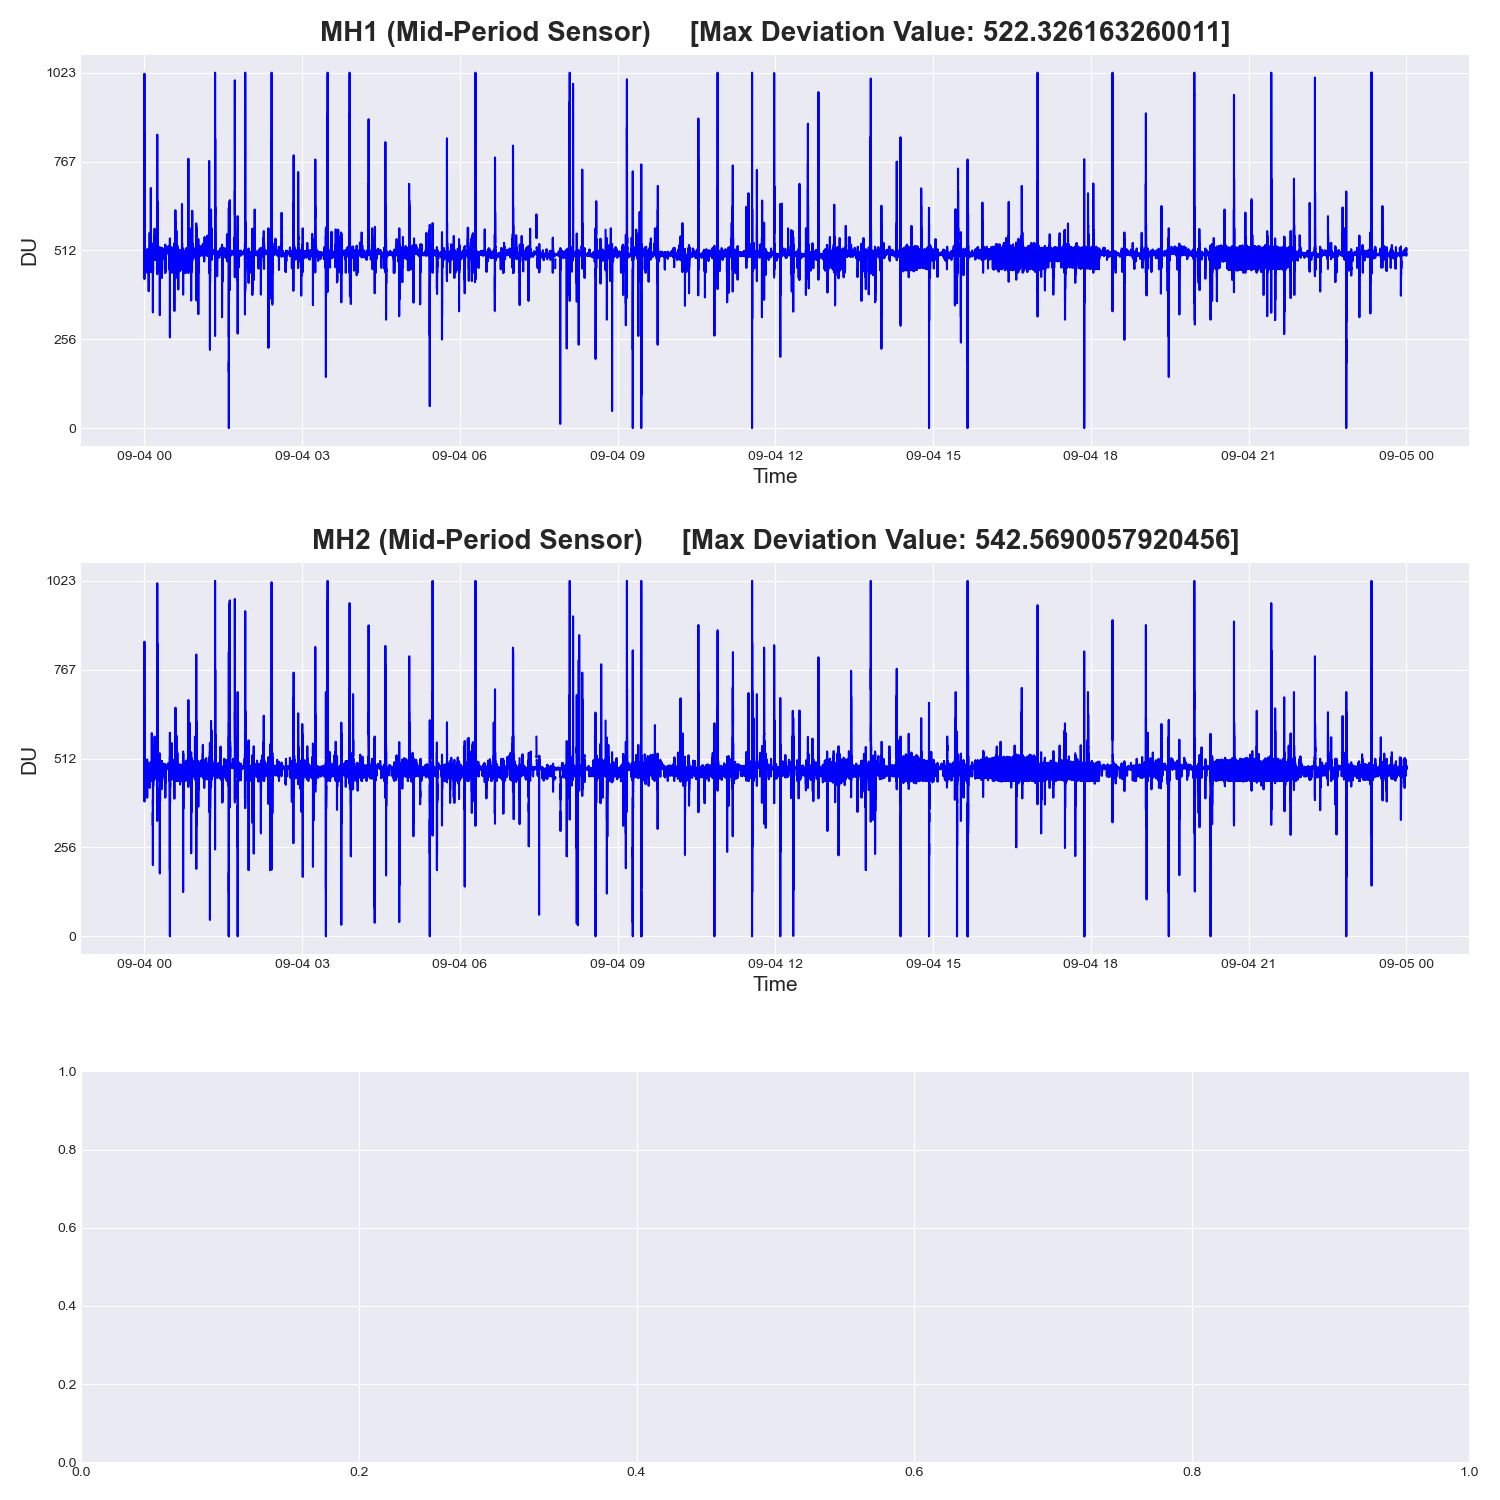 MH1 (Mid-Period Sensor) [Max Deviation Value: 522.326163260011]
1023
767
512
256
0
DU
09-04 00 09-04 03 09-04 06 09-04 09 09-04 12 09-04 15 09-04 18 09-04 21 09-05 00
Time
MH2 (Mid-Period Sensor) [Max Deviation Value: 542.5690057920456]
1023
767
512
256
0
DU
09-04 00 09-04 03 09-04 06 09-04 09 09-04 12 09-04 15 09-04 18 09-04 21 09-05 00
Time
1.0
0.8
0.6
0.4
0.2
0.0
0.0 0.2 0.4 0.6 0.8 1.0